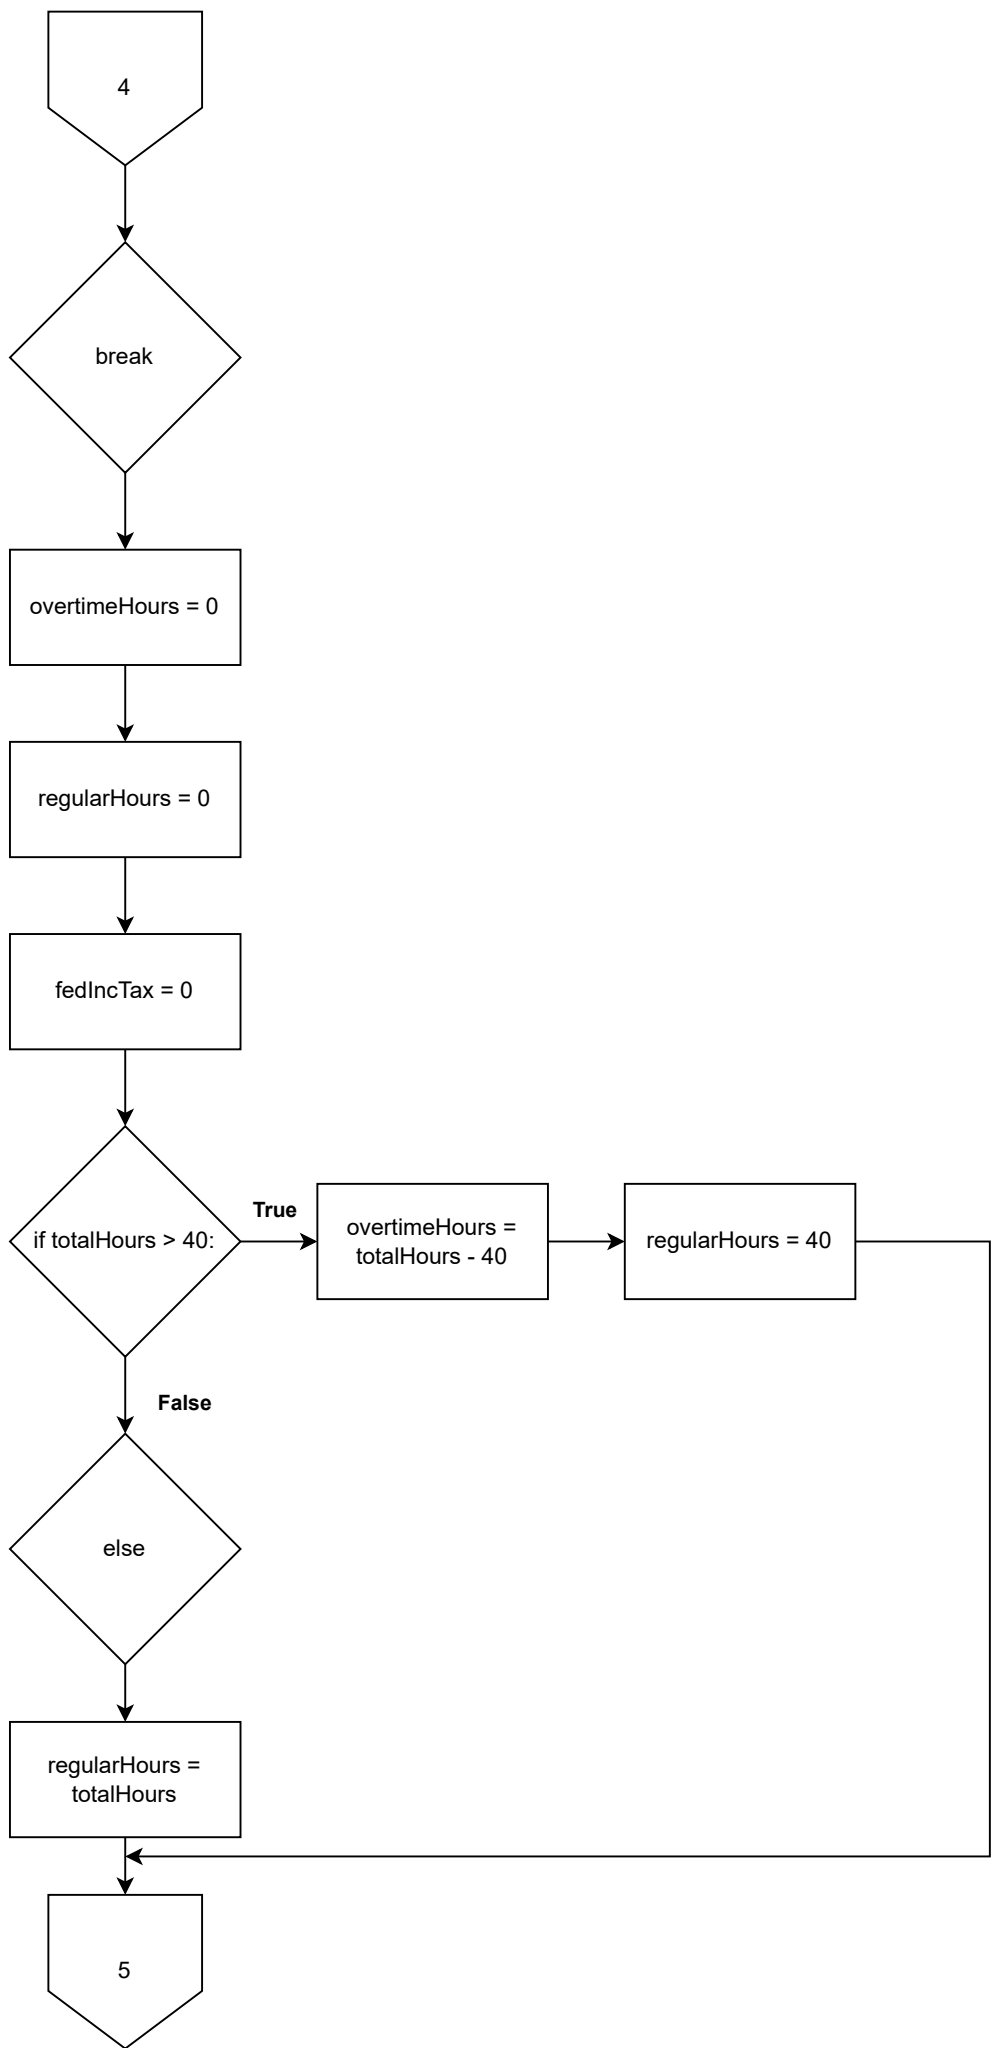 4
break
overtimeHours = 0
regularHours = 0
fedIncTax = 0
if totalHours > 40:
True
overtimeHours =
totalHours - 40
regularHours = 40
False
else
regularHours =
totalHours
5